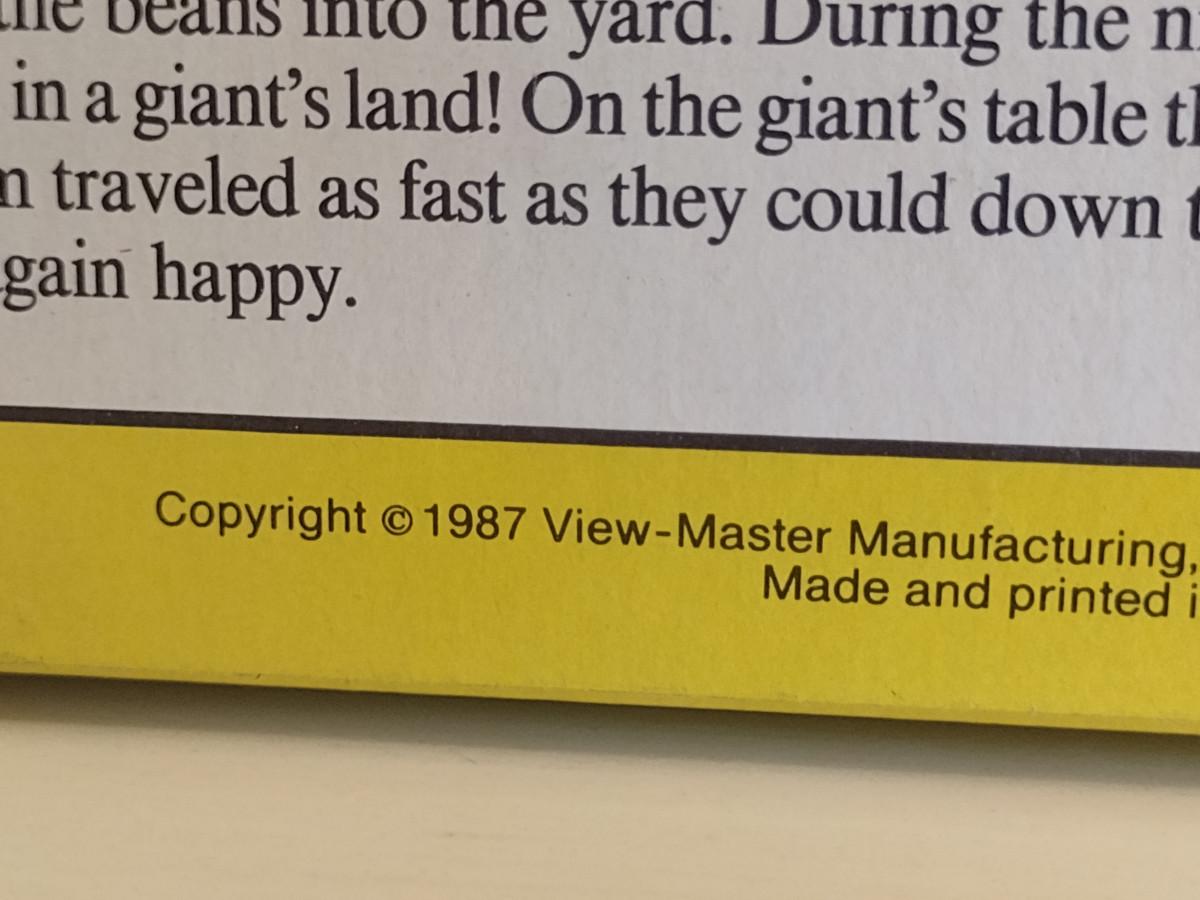 the beans into the yard. During the
in a giant's land! On the giant's table
traveled as fast as they could down
gain happy.
Copyright © 1987 View-Master Manufacturing,
Made and printed